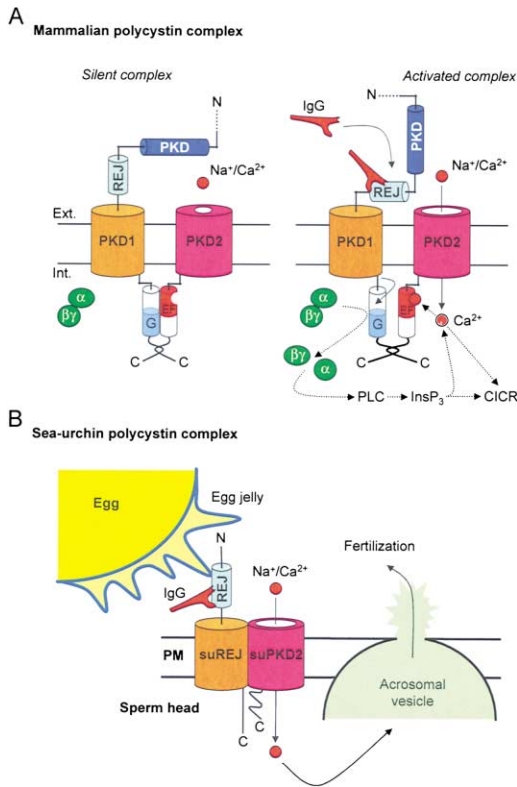 A
Mammalian polycystin complex
Silent complex
Activated complex
N
PKD
REJ
Na⁺/Ca²⁺
Ext.
PKD1
PKD2
Int.
α
βγ
G
C
C
IgG
N
PKD
REJ
Na⁺/Ca²⁺
PKD1
PKD2
α
βγ
G
Ca²⁺
βγ
α
C
C
PLC
InsP₃
CICR
B
Sea-urchin polycystin complex
Egg
Egg jelly
N
REJ
IgG
Na⁺/Ca²⁺
Fertilization
PM
suREJ
suPKD2
Sperm head
C
C
Acrosomal
vesicle